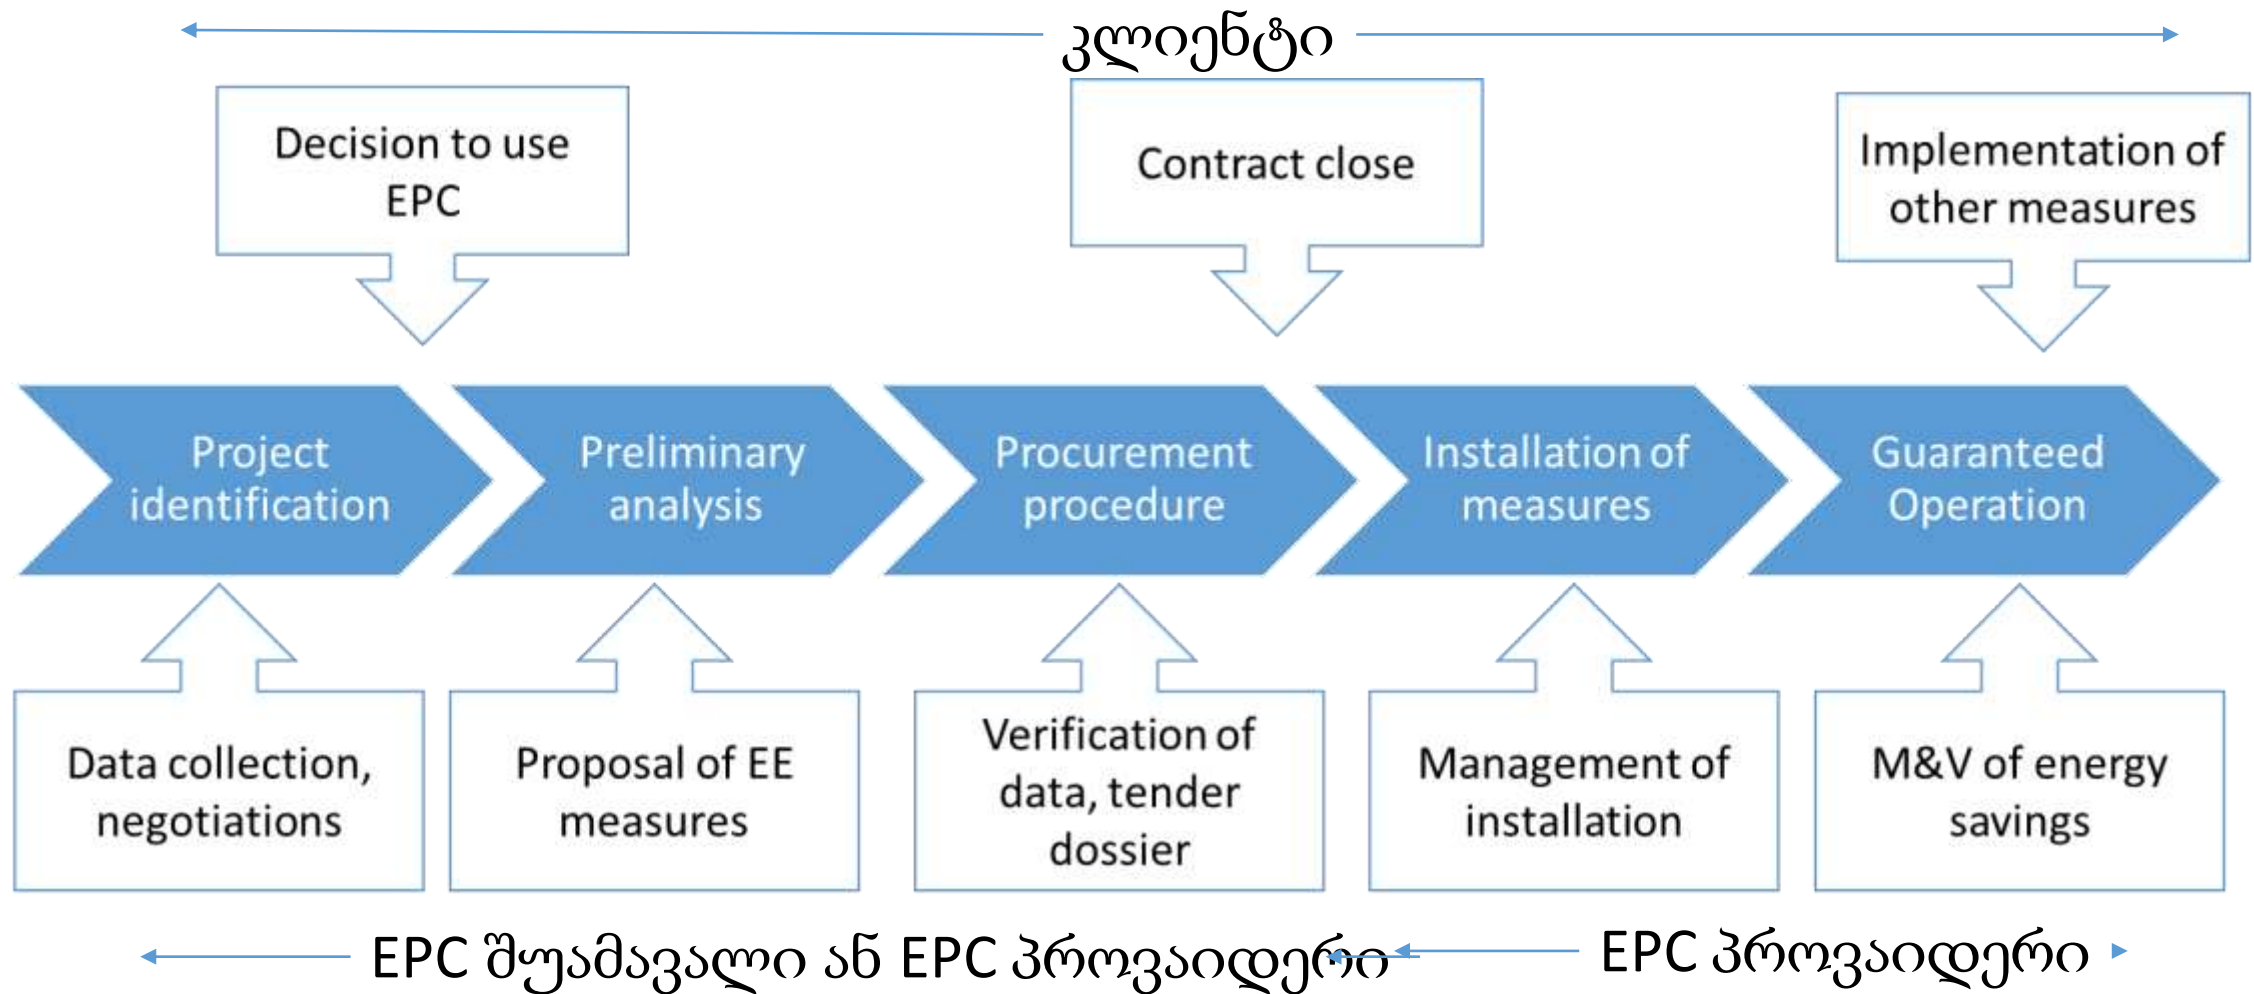 კლიენტი
Decision to use
EPC
Contract close
Implementation of
other measures
Project
identification
Preliminary
analysis
Procurement
procedure
Installation of
measures
Guaranteed
Operation
Data collection,
negotiations
Proposal of EE
measures
Verification of
data, tender
dossier
Management of
installation
M&V of energy
savings
EPC შუამავალი ან EPC პროვაიდერი
EPC პროვაიდერი